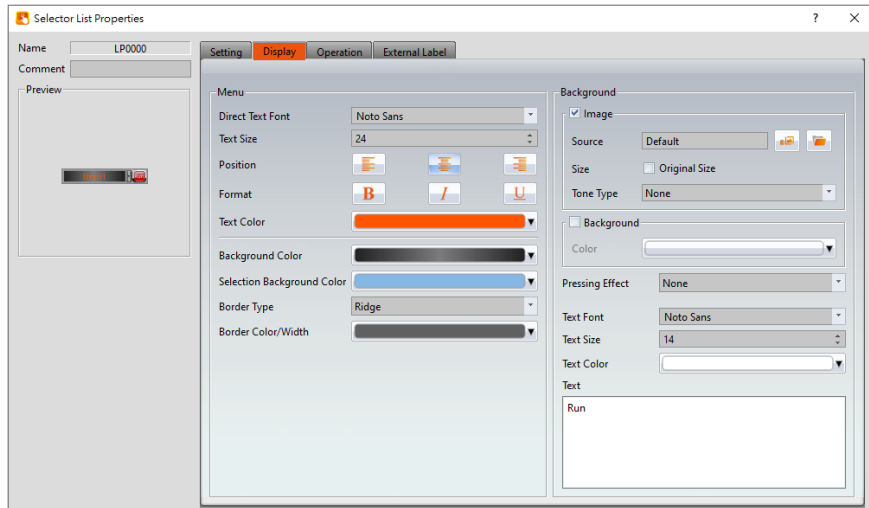 Selector List Properties
?
Name LP0000
Comment
Preview
Setting Display Operation External Label
Menu
Direct Text Font Noto Sans
Text Size 24
Position
Format B I U
Text Color
Background Color
Selection Background Color
Border Type Ridge
Border Color/Width
Background
Image
Source Default
Size Original Size
Tone Type None
Background
Color
Pressing Effect None
Text Font Noto Sans
Text Size 14
Text Color
Text
Run